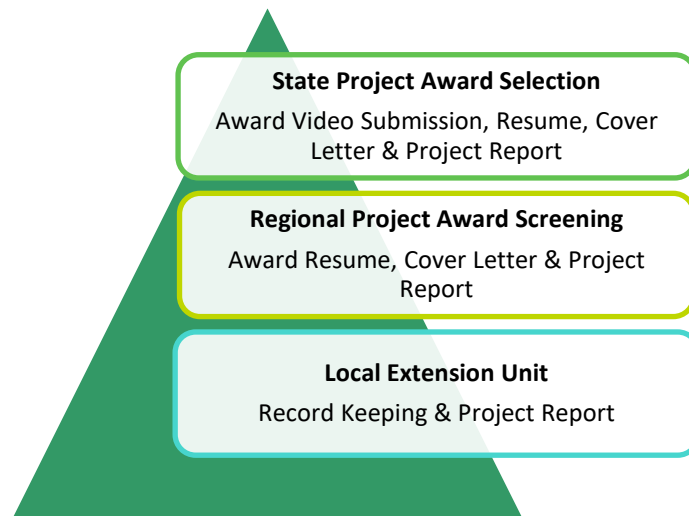 State Project Award Selection
Award Video Submission, Resume, Cover
Letter & Project Report
Regional Project Award Screening
Award Resume, Cover Letter & Project
Report
Local Extension Unit
Record Keeping & Project Report